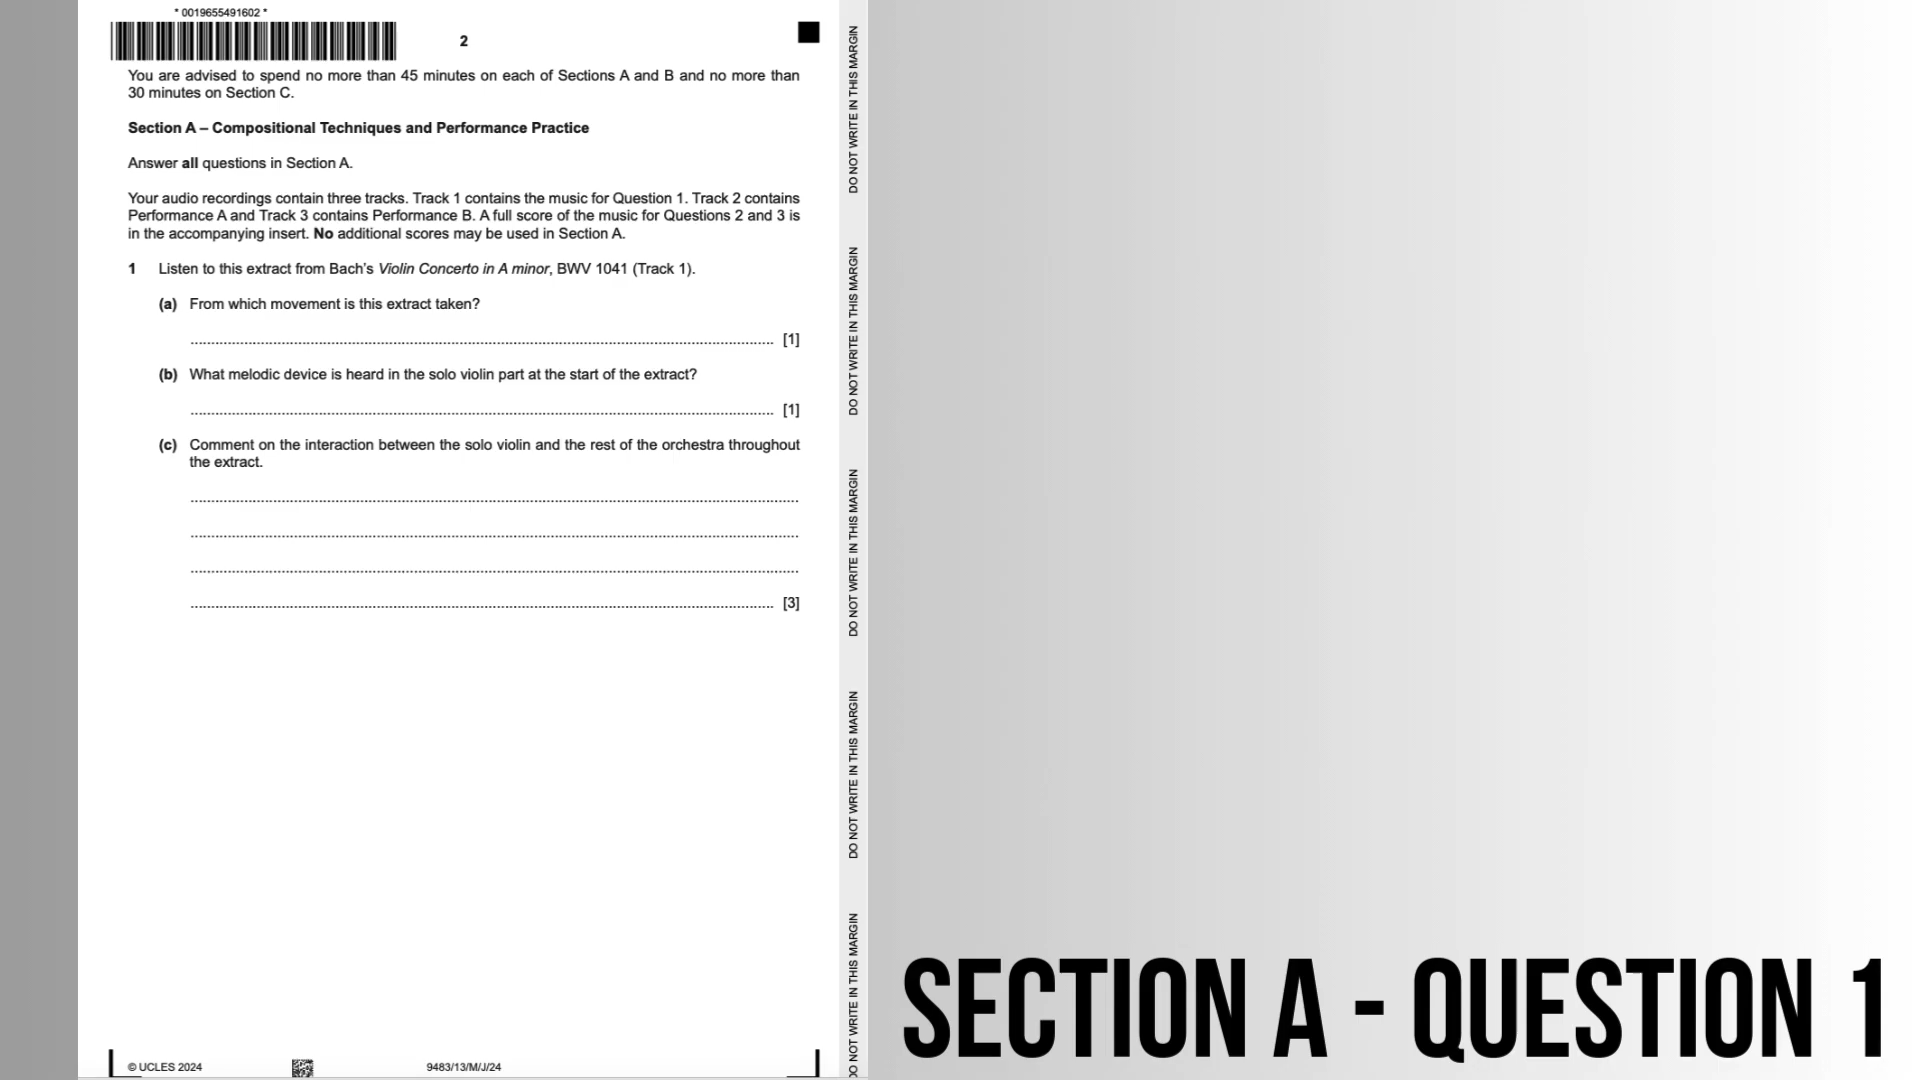 * 0019655491602 *
2
You are advised to spend no more than 45 minutes on each of Sections A and B and no more than
30 minutes on Section C.
Section A – Compositional Techniques and Performance Practice
Answer all questions in Section A.
Your audio recordings contain three tracks. Track 1 contains the music for Question 1. Track 2 contains
Performance A and Track 3 contains Performance B. A full score of the music for Questions 2 and 3 is
in the accompanying insert. No additional scores may be used in Section A.
1 Listen to this extract from Bach's Violin Concerto in A minor, BWV 1041 (Track 1).
(a) From which movement is this extract taken?
[1]
(b) What melodic device is heard in the solo violin part at the start of the extract?
[1]
(c) Comment on the interaction between the solo violin and the rest of the orchestra throughout
the extract.
[3]
© UCLES 2024
9483/13/M/J/24
DO NOT WRITE IN THIS MARGIN
DO NOT WRITE IN THIS MARGIN
DO NOT WRITE IN THIS MARGIN
DO NOT WRITE IN THIS MARGIN
DO NOT WRITE IN THIS MARGIN
SECTION A - QUESTION 1